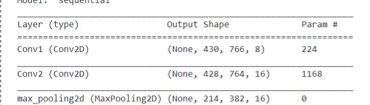 Model: "sequential"
Layer (type) Output Shape Param #
Conv1 (Conv2D) (None, 430, 766, 8) 224
Conv2 (Conv2D) (None, 428, 764, 16) 1168
max_pooling2d (MaxPooling2D) (None, 214, 382, 16) 0